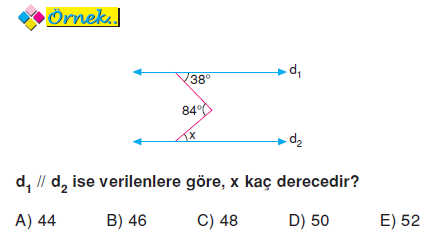 Örnek..
d₁
38°
84°
x
d₂
d₁ // d₂ ise verilenlere göre, x kaç derecedir?
A) 44 B) 46 C) 48 D) 50 E) 52